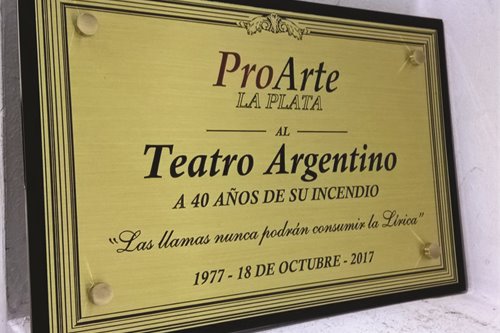 ProArte
LA PLATA
AL
Teatro Argentino
A 40 AÑOS DE SU INCENDIO
“Las llamas nunca podrán consumir la Lírica”
1977 - 18 DE OCTUBRE - 2017